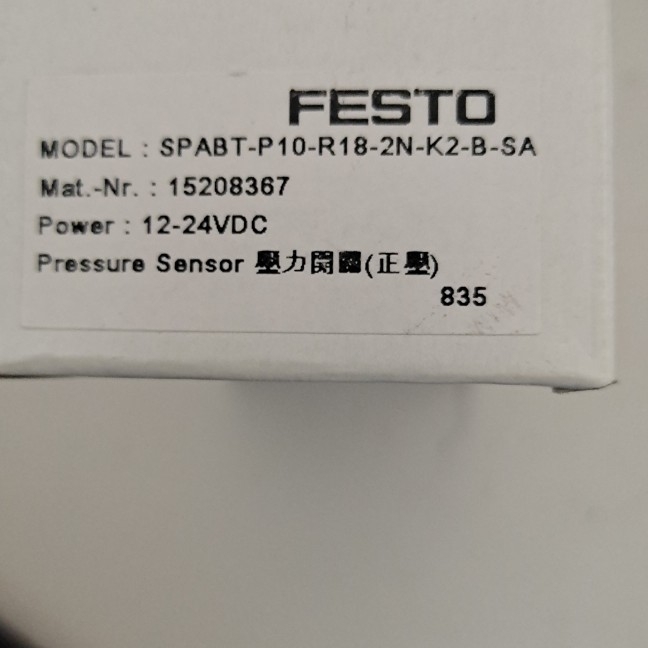 FESTO
MODEL : SPABT-P10-R18-2N-K2-B-SA
Mat.-Nr. : 15208367
Power : 12-24VDC
Pressure Sensor 壓力開關(正壓)
835